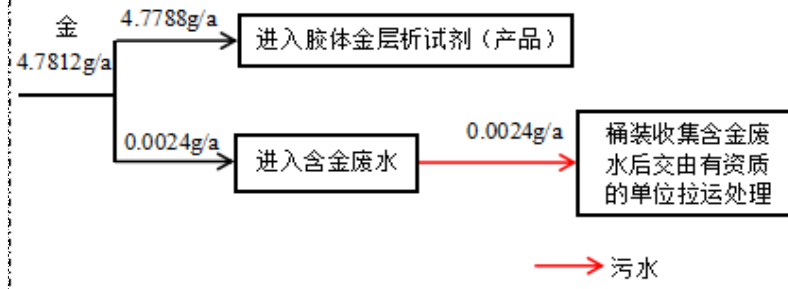 金
4.7812g/a
4.7788g/a
进入胶体金层析试剂（产品）
0.0024g/a
进入含金废水
0.0024g/a
桶装收集含金废
水后交由有资质
的单位拉运处理
污水